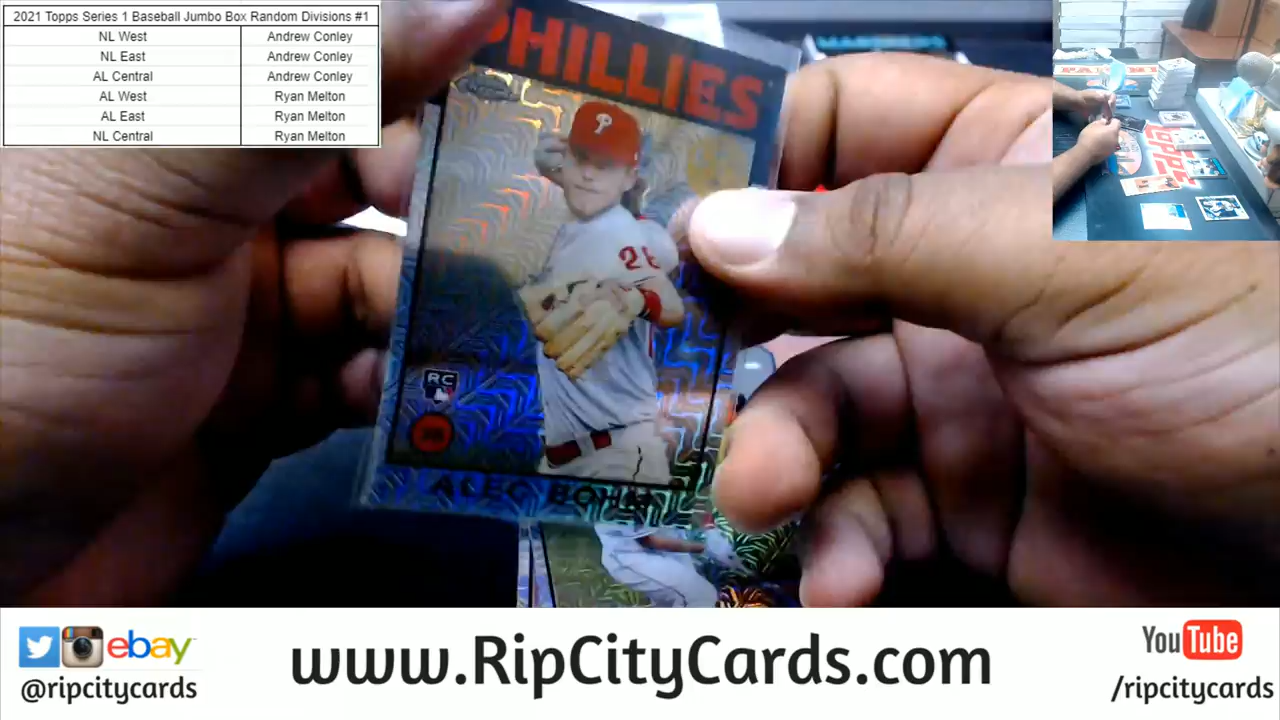 2021 Topps Series 1 Baseball Jumbo Box Random Divisions #1
NL West Andrew Conley
NL East Andrew Conley
AL Central Andrew Conley
AL West Ryan Melton
AL East Ryan Melton
NL Central Ryan Melton
PHILLIES
P
RC
3B
ALEC BOHM
TOPPS
ebay
@ripcitycards
www.RipCityCards.com
YouTube
/ripcitycards